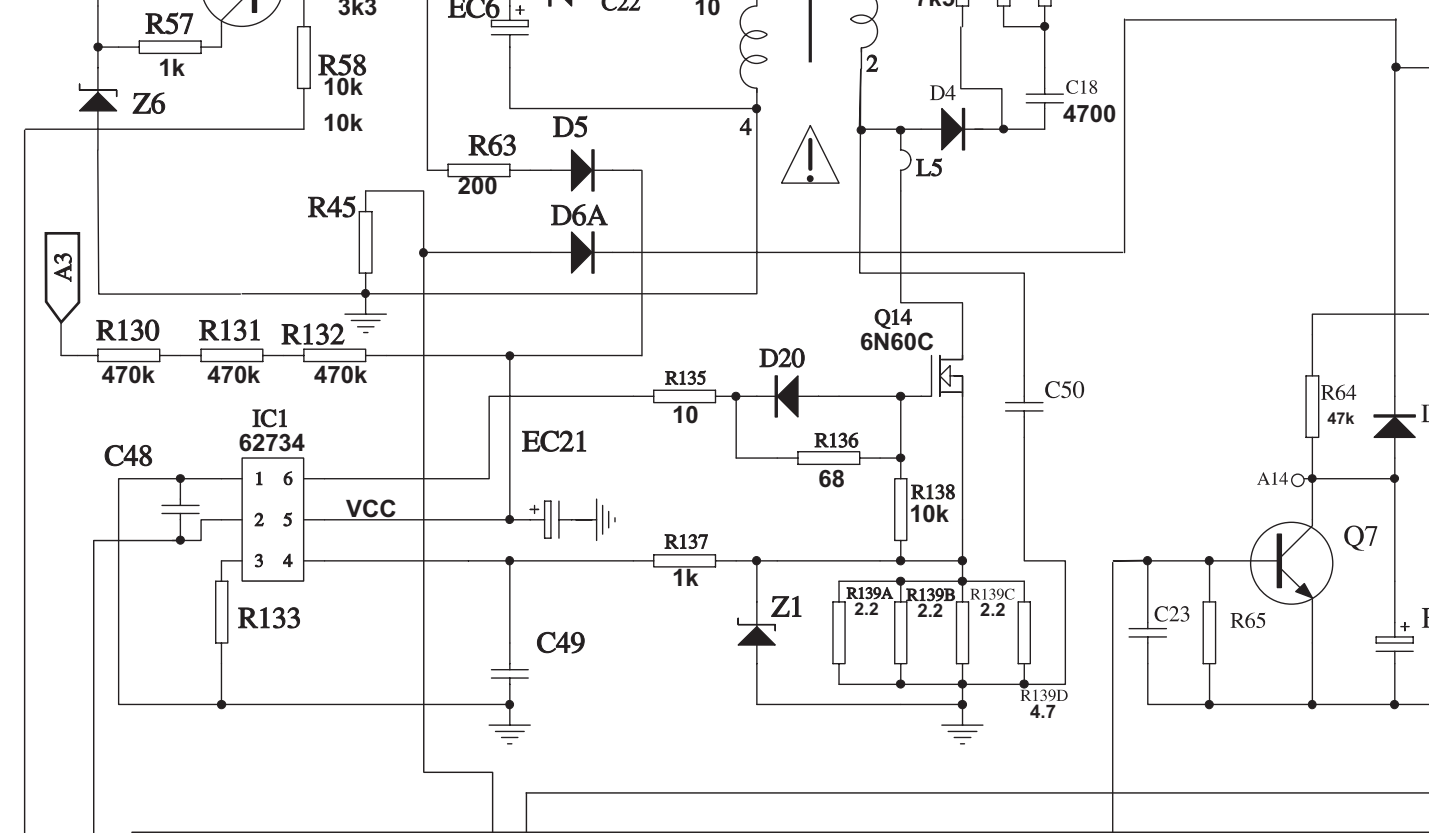 3k3
EC6
+
C22
10
R57
1k
R58
10k
10k
Z6
2
4
D4
C18
4700
L5
D5
R63
200
R45
D6A
A3
R130
470k
R131
470k
R132
470k
Q14
6N60C
D20
R135
10
R136
68
C50
R64
47k
IC1
62734
C48
EC21
1 6
2 5
3 4
VCC
+
R138
10k
A14
Q7
R137
1k
R133
Z1
R139A
2.2
R139B
2.2
R139C
2.2
R139D
4.7
C49
C23
R65
+